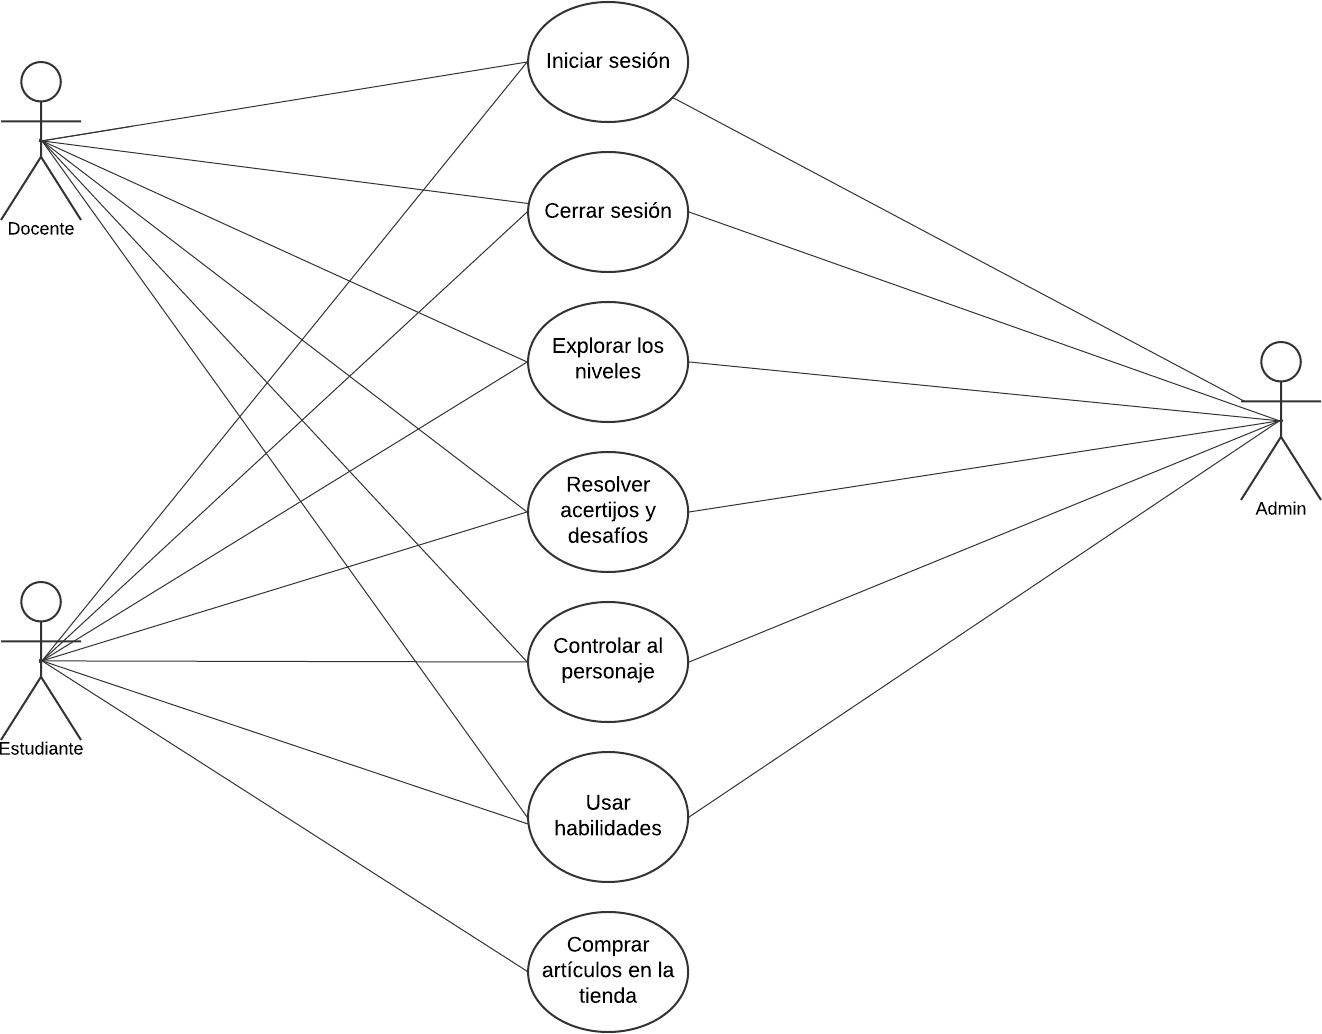 Iniciar sesión
Docente
Cerrar sesión
Explorar los
niveles
Resolver
acertijos y
desafíos
Admin
Controlar al
personaje
Estudiante
Usar
habilidades
Comprar
artículos en la
tienda